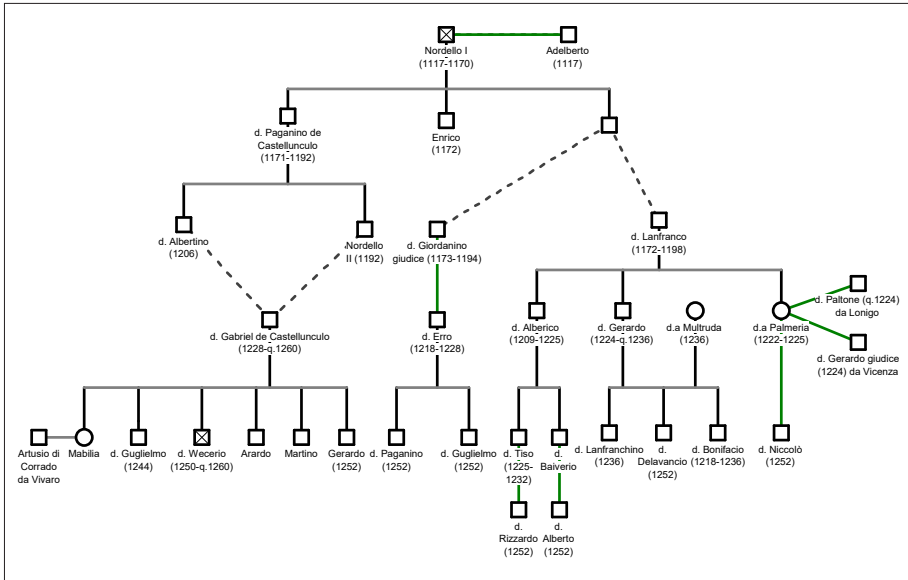 Nordello I
(1117-1170)
Adelberto
(1117)
d. Paganino de
Castellunculo
(1171-1192)
Enrico
(1172)
d. Albertino
(1206)
Nordello
II (1192)
d. Giordanino
giudice (1173-1194)
d. Lanfranco
(1172-1198)
d. Gabriel de Castellunculo
(1228-q.1260)
d. Erro
(1218-1228)
d. Alberico
(1209-1225)
d. Gerardo
(1224-q.1236)
d.a Multruda
(1236)
d.a Palmeria
(1222-1225)
d. Paltone (q.1224)
da Lonigo
d. Gerardo giudice
(1224) da Vicenza
Artusio di
Corrado
da Vivaro
Mabilia
d. Guglielmo
(1244)
d. Wecerio
(1250-q.1260)
Arardo
Martino
Gerardo
(1252)
d. Paganino
(1252)
d. Guglielmo
(1252)
d. Tiso
(1225-
1232)
d.
Baiverio
d. Lanfranchino
(1236)
d.
Delavancio
(1252)
d. Bonifacio
(1218-1236)
d. Niccolò
(1252)
d.
Rizzardo
(1252)
d.
Alberto
(1252)